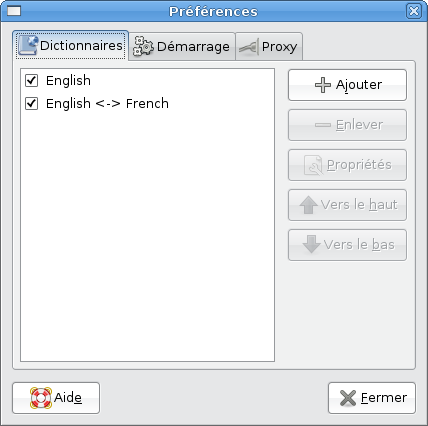 Préférences
Dictionnaires
Démarrage
Proxy
English
English <-> French
Ajouter
Enlever
Propriétés
Vers le haut
Vers le bas
Aide
Fermer